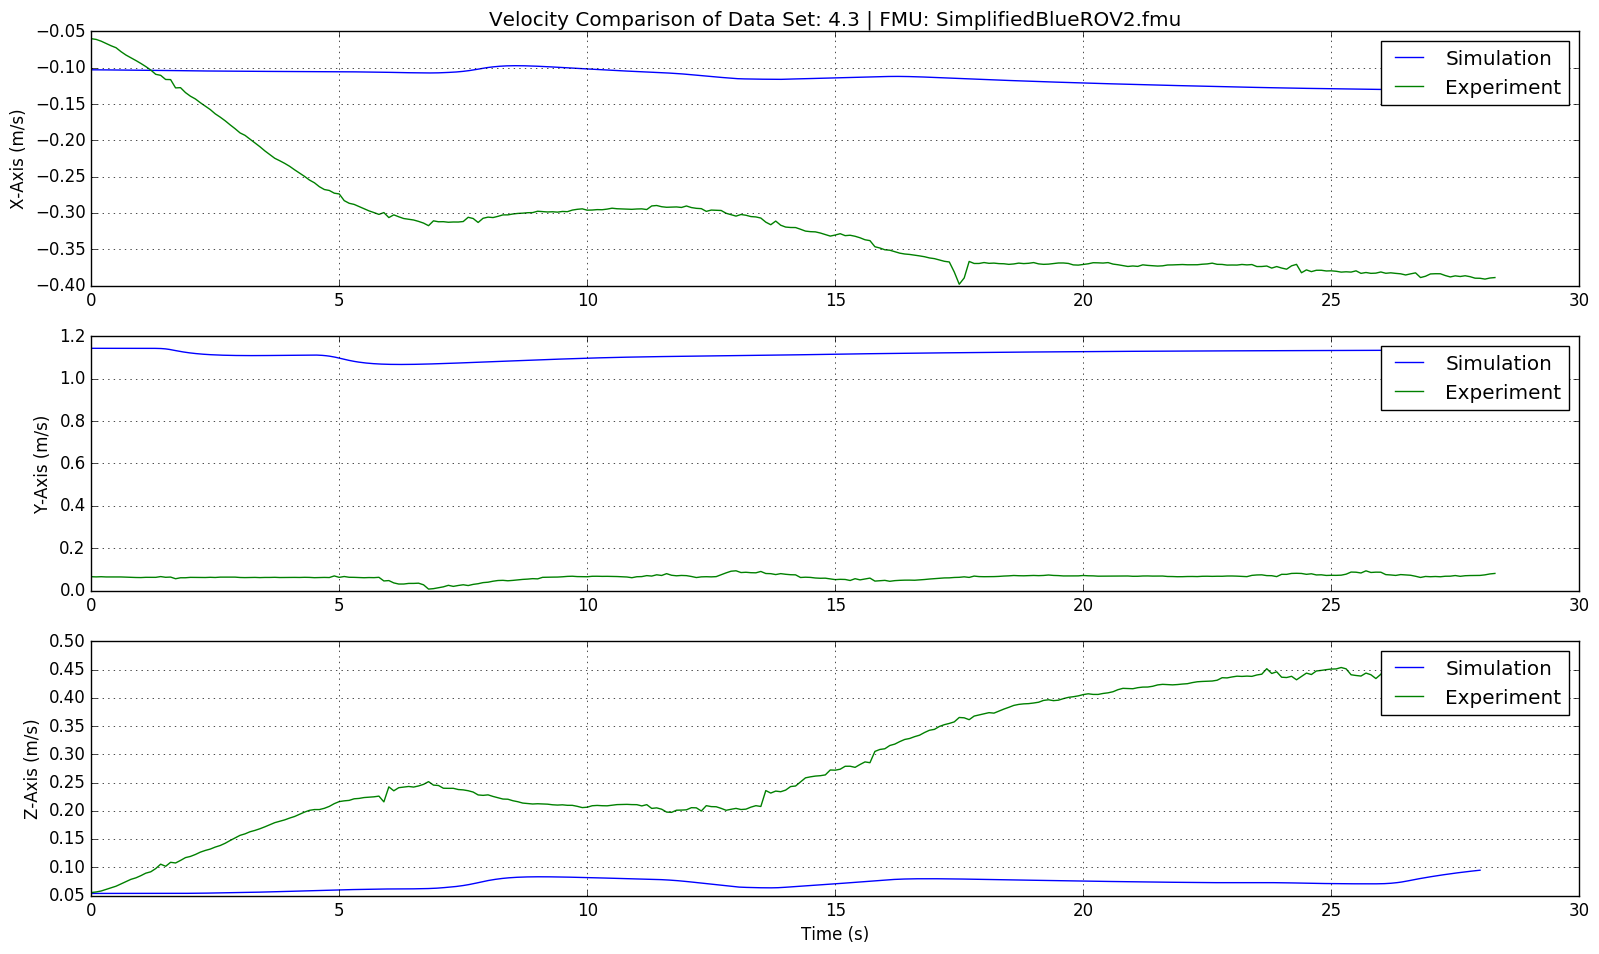 Velocity Comparison of Data Set: 4.3 | FMU: SimplifiedBlueROV2.fmu
−0.05
−0.10
−0.15
−0.20
−0.25
−0.30
−0.35
−0.40
X-Axis (m/s)
Simulation
Experiment
0 5 10 15 20 25 30
1.2
1.0
0.8
0.6
0.4
0.2
0.0
Y-Axis (m/s)
Simulation
Experiment
0 5 10 15 20 25 30
0.50
0.45
0.40
0.35
0.30
0.25
0.20
0.15
0.10
0.05
Z-Axis (m/s)
Simulation
Experiment
0 5 10 15 20 25 30
Time (s)